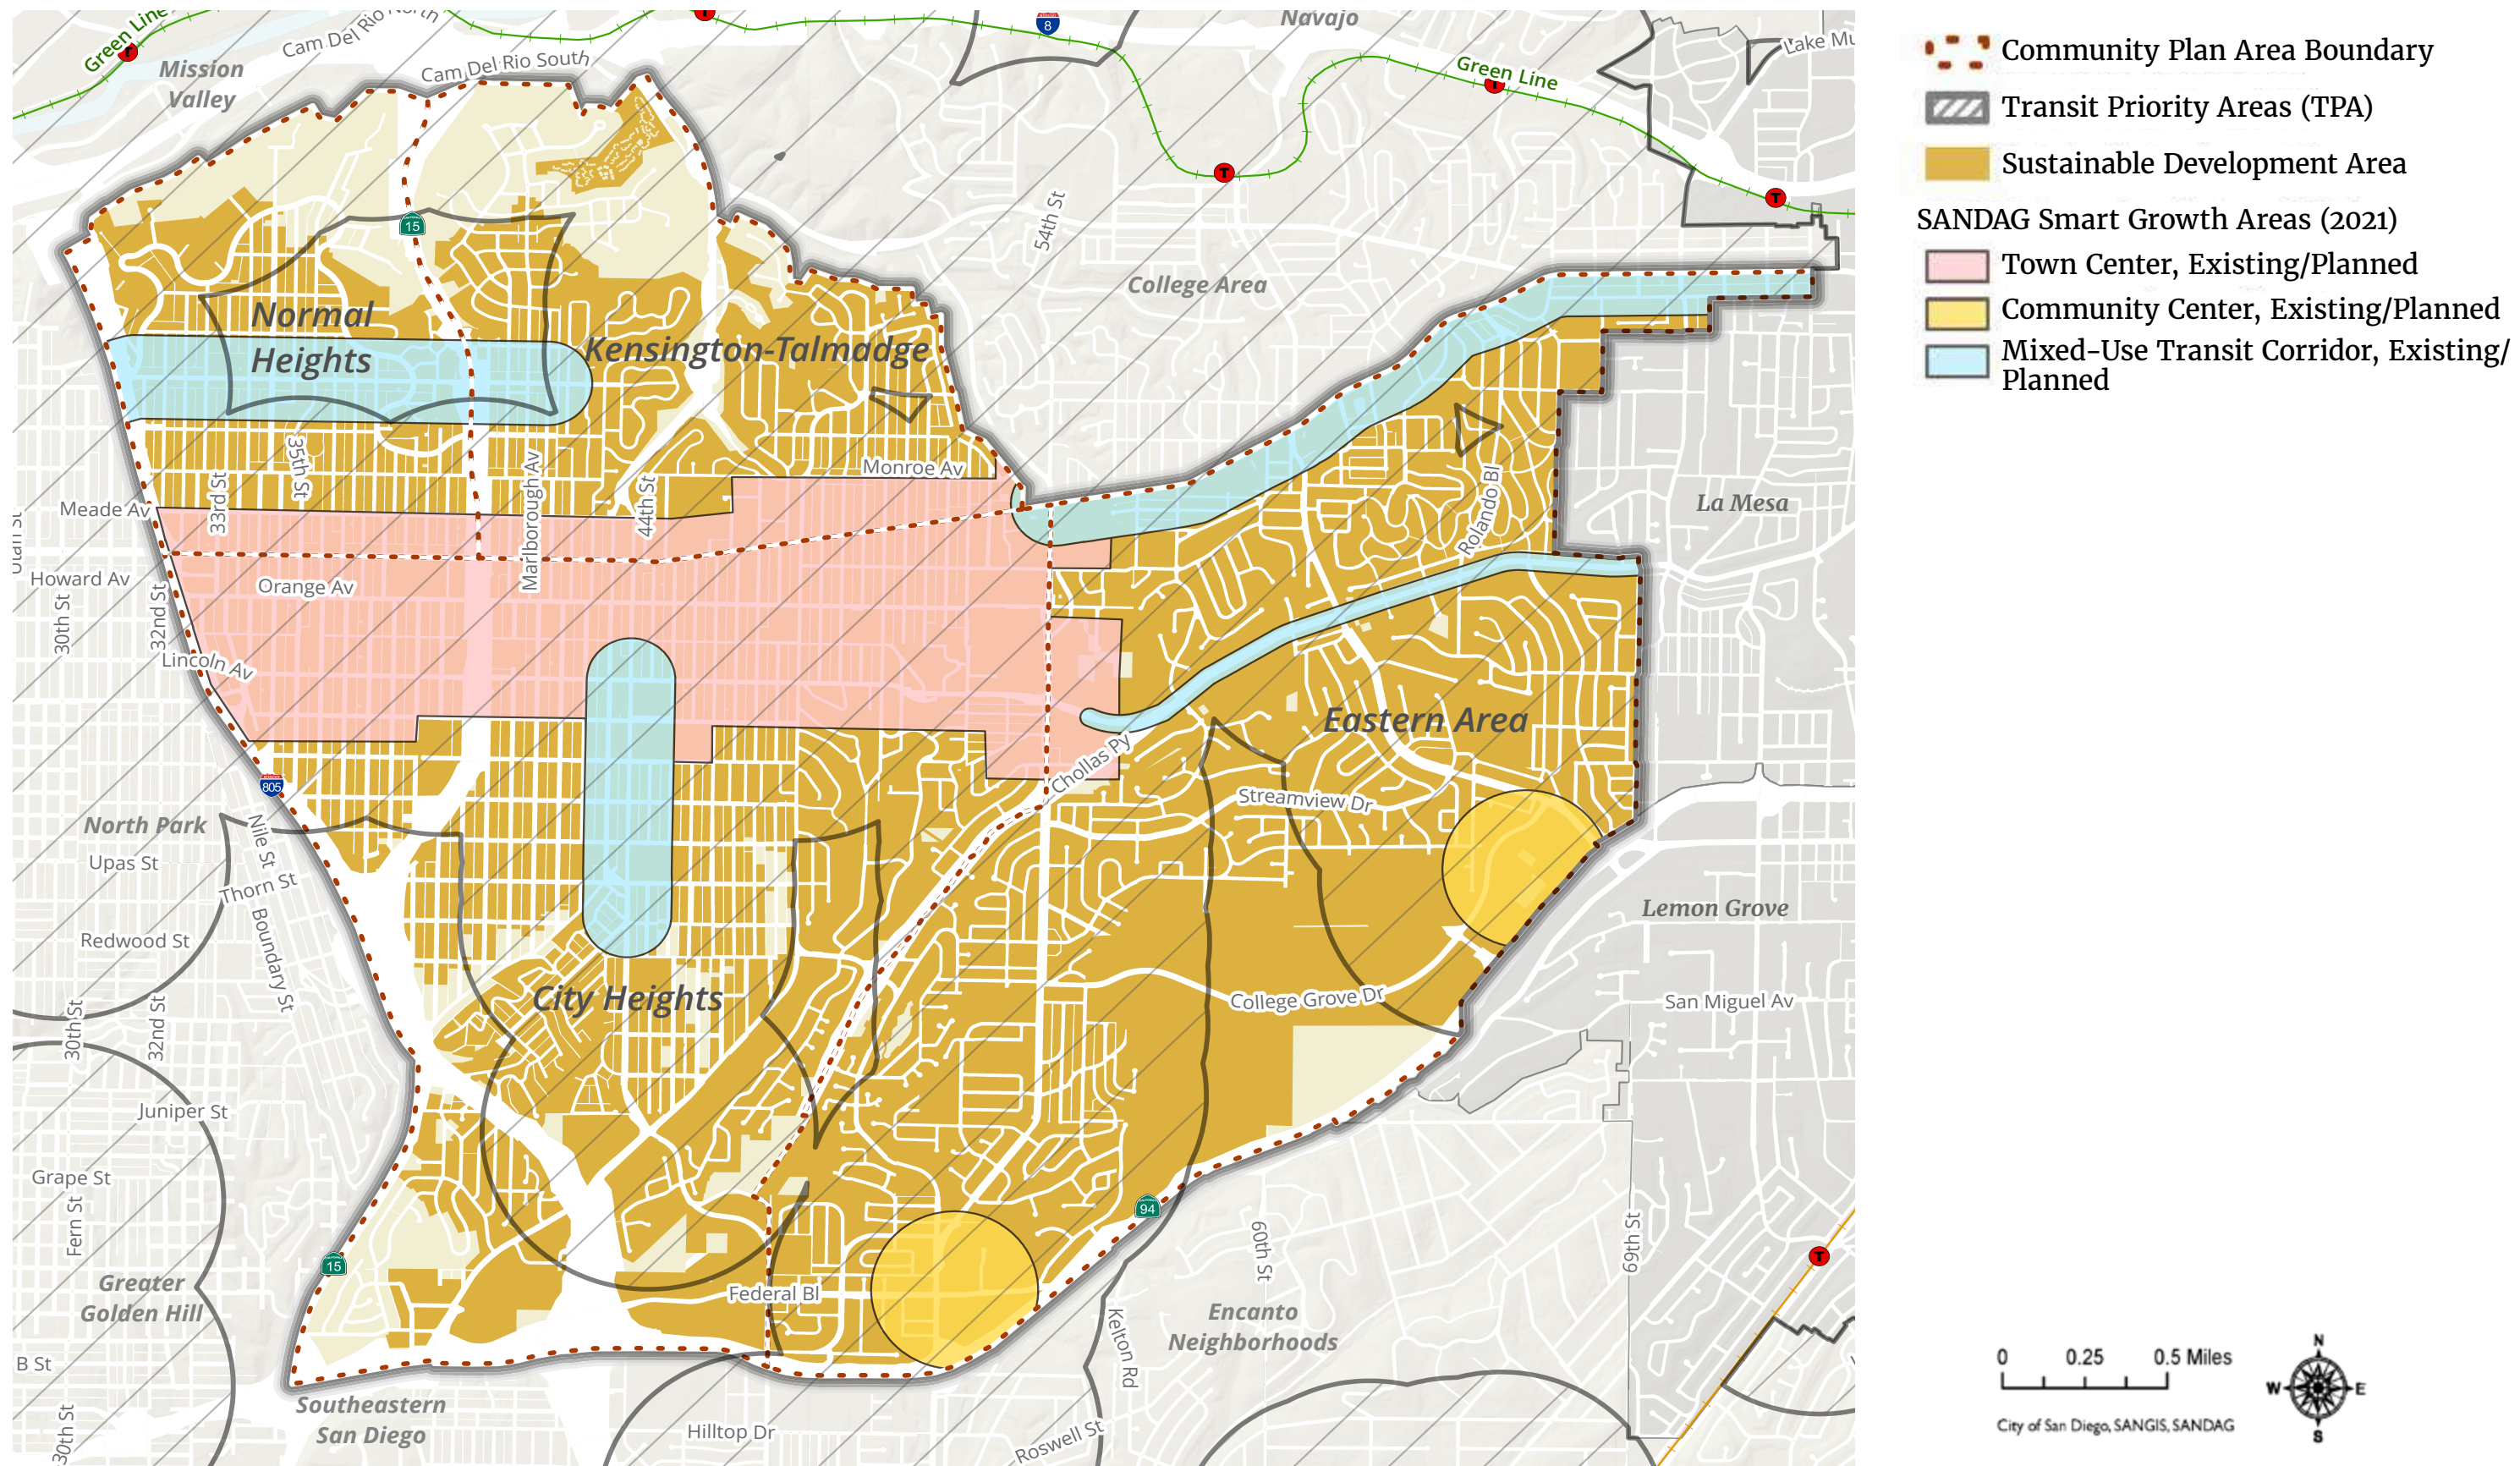 Green Line
Cam Del Rio North
8
Navajo
Mission
Valley
Cam Del Rio South
Green Line
T
T
T
T
T
15
54th St
College Area
Normal
Heights
Kensington-Talmadge
35th St
33rd St
Marlborough Av
44th St
Monroe Av
Meade Av
Rolando Bl
La Mesa
Howard Av
Orange Av
30th St
32nd St
Lincoln Av
Eastern Area
Chollas Py
805
Streamview Dr
North Park
Nile St
Upas St
Thorn St
Boundary St
Redwood St
Lemon Grove
City Heights
College Grove Dr
San Miguel Av
30th St
32nd St
Juniper St
Grape St
Fern St
94
60th St
69th St
T
15
Greater
Golden Hill
Federal Bl
Kelton Rd
Encanto
Neighborhoods
B St
Southeastern
San Diego
30th St
Hilltop Dr
Roswell St
Community Plan Area Boundary
Transit Priority Areas (TPA)
Sustainable Development Area
SANDAG Smart Growth Areas (2021)
Town Center, Existing/Planned
Community Center, Existing/Planned
Mixed-Use Transit Corridor, Existing/
Planned
0 0.25 0.5 Miles
City of San Diego, SANGIS, SANDAG
N
W E
S